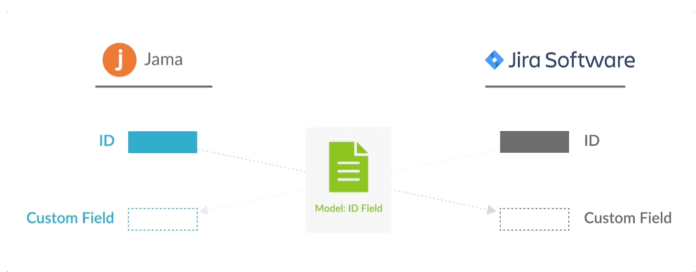 j Jama
Jira Software
ID
ID
Model: ID Field
Custom Field
Custom Field